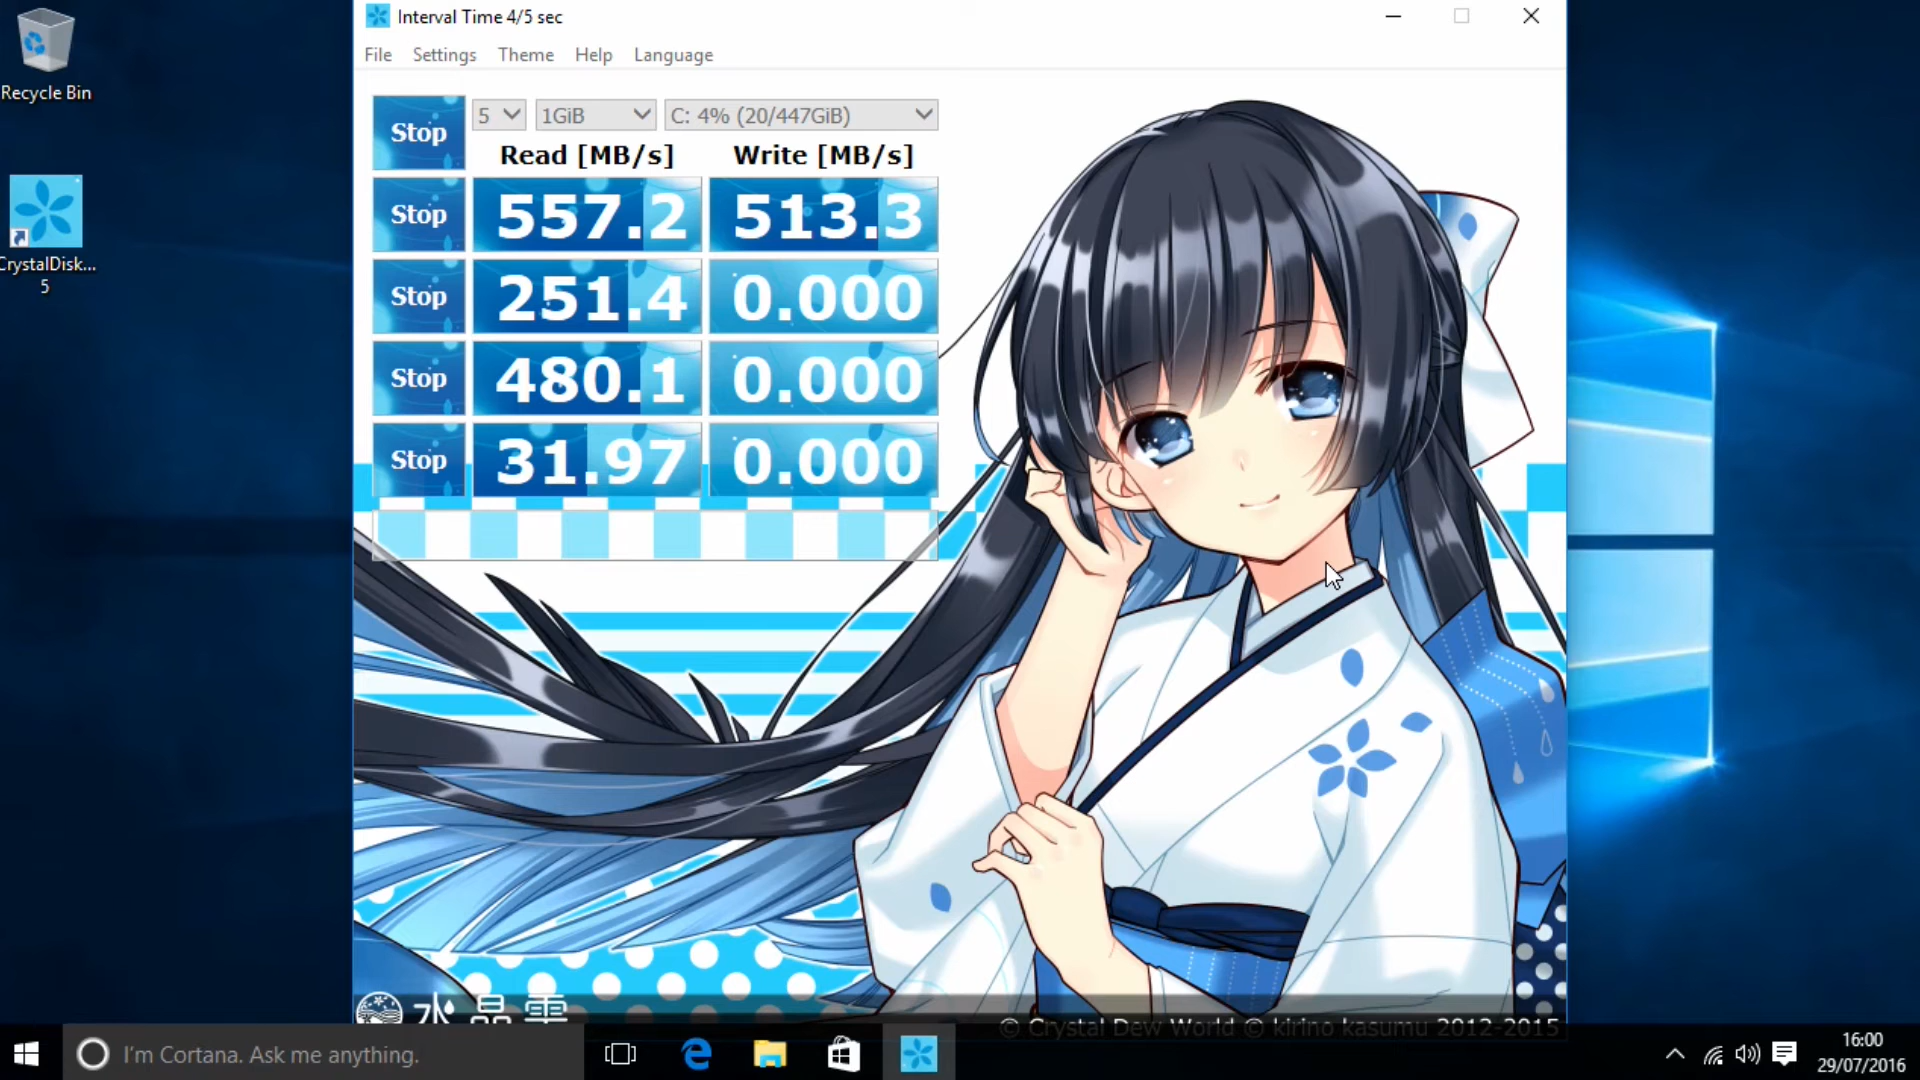 Interval Time 4/5 sec
File Settings Theme Help Language
Recycle Bin
CrystalDisk...
5
Stop 5 1GiB C: 4% (20/447GiB)
Read [MB/s] Write [MB/s]
Stop 557.2 513.3
Stop 251.4 0.000
Stop 480.1 0.000
Stop 31.97 0.000
水晶雫
© Crystal Dew World © kirino kasumu 2012-2015
I'm Cortana. Ask me anything.
16:00
29/07/2016